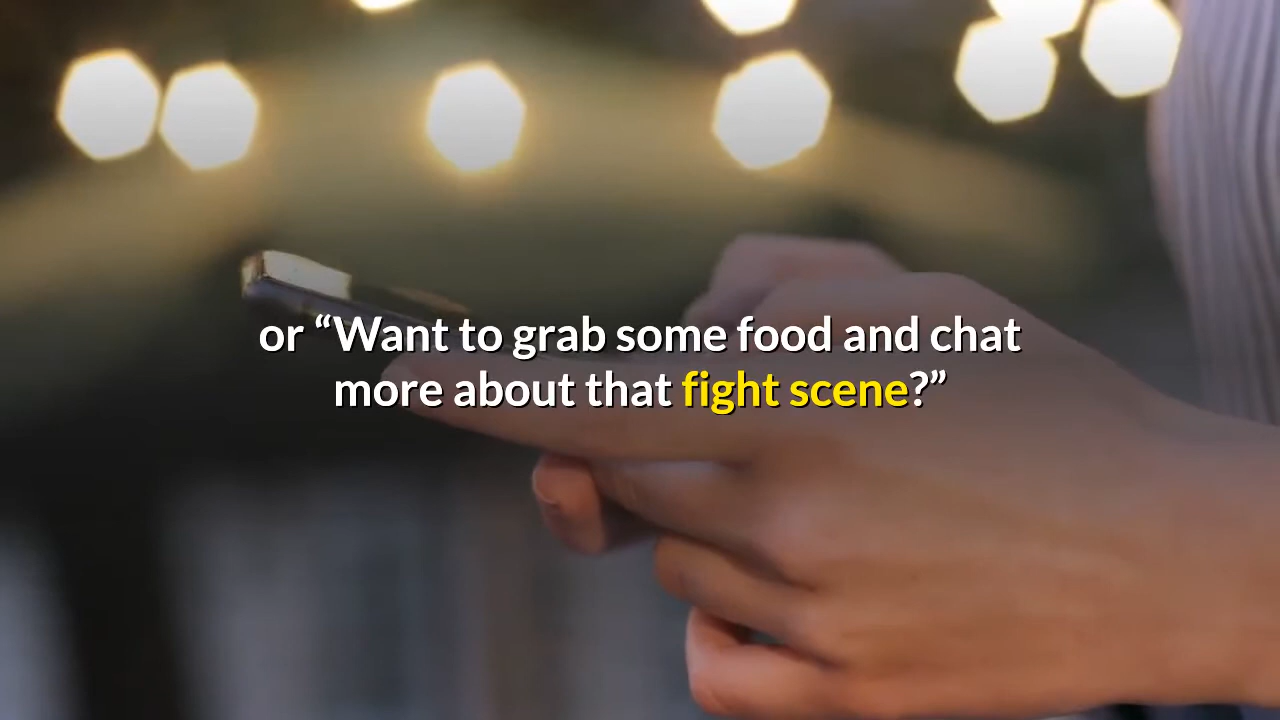 or “Want to grab some food and chat
more about that fight scene?”